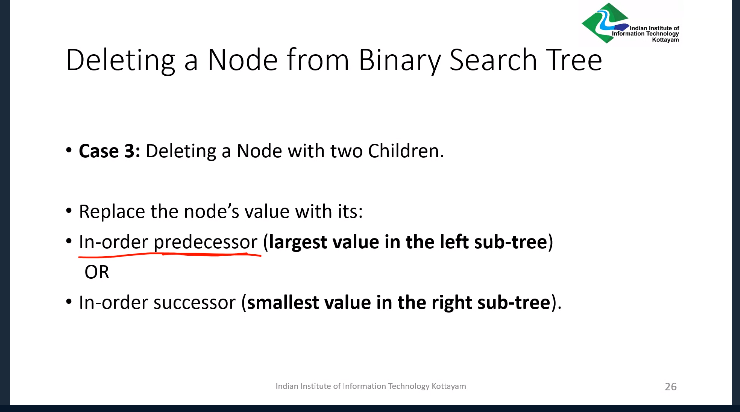 Indian Institute of
Information Technology
Kottayam
Deleting a Node from Binary Search Tree
• Case 3: Deleting a Node with two Children.
• Replace the node's value with its:
• In-order predecessor (largest value in the left sub-tree)
OR
• In-order successor (smallest value in the right sub-tree).
Indian Institute of Information Technology Kottayam
26